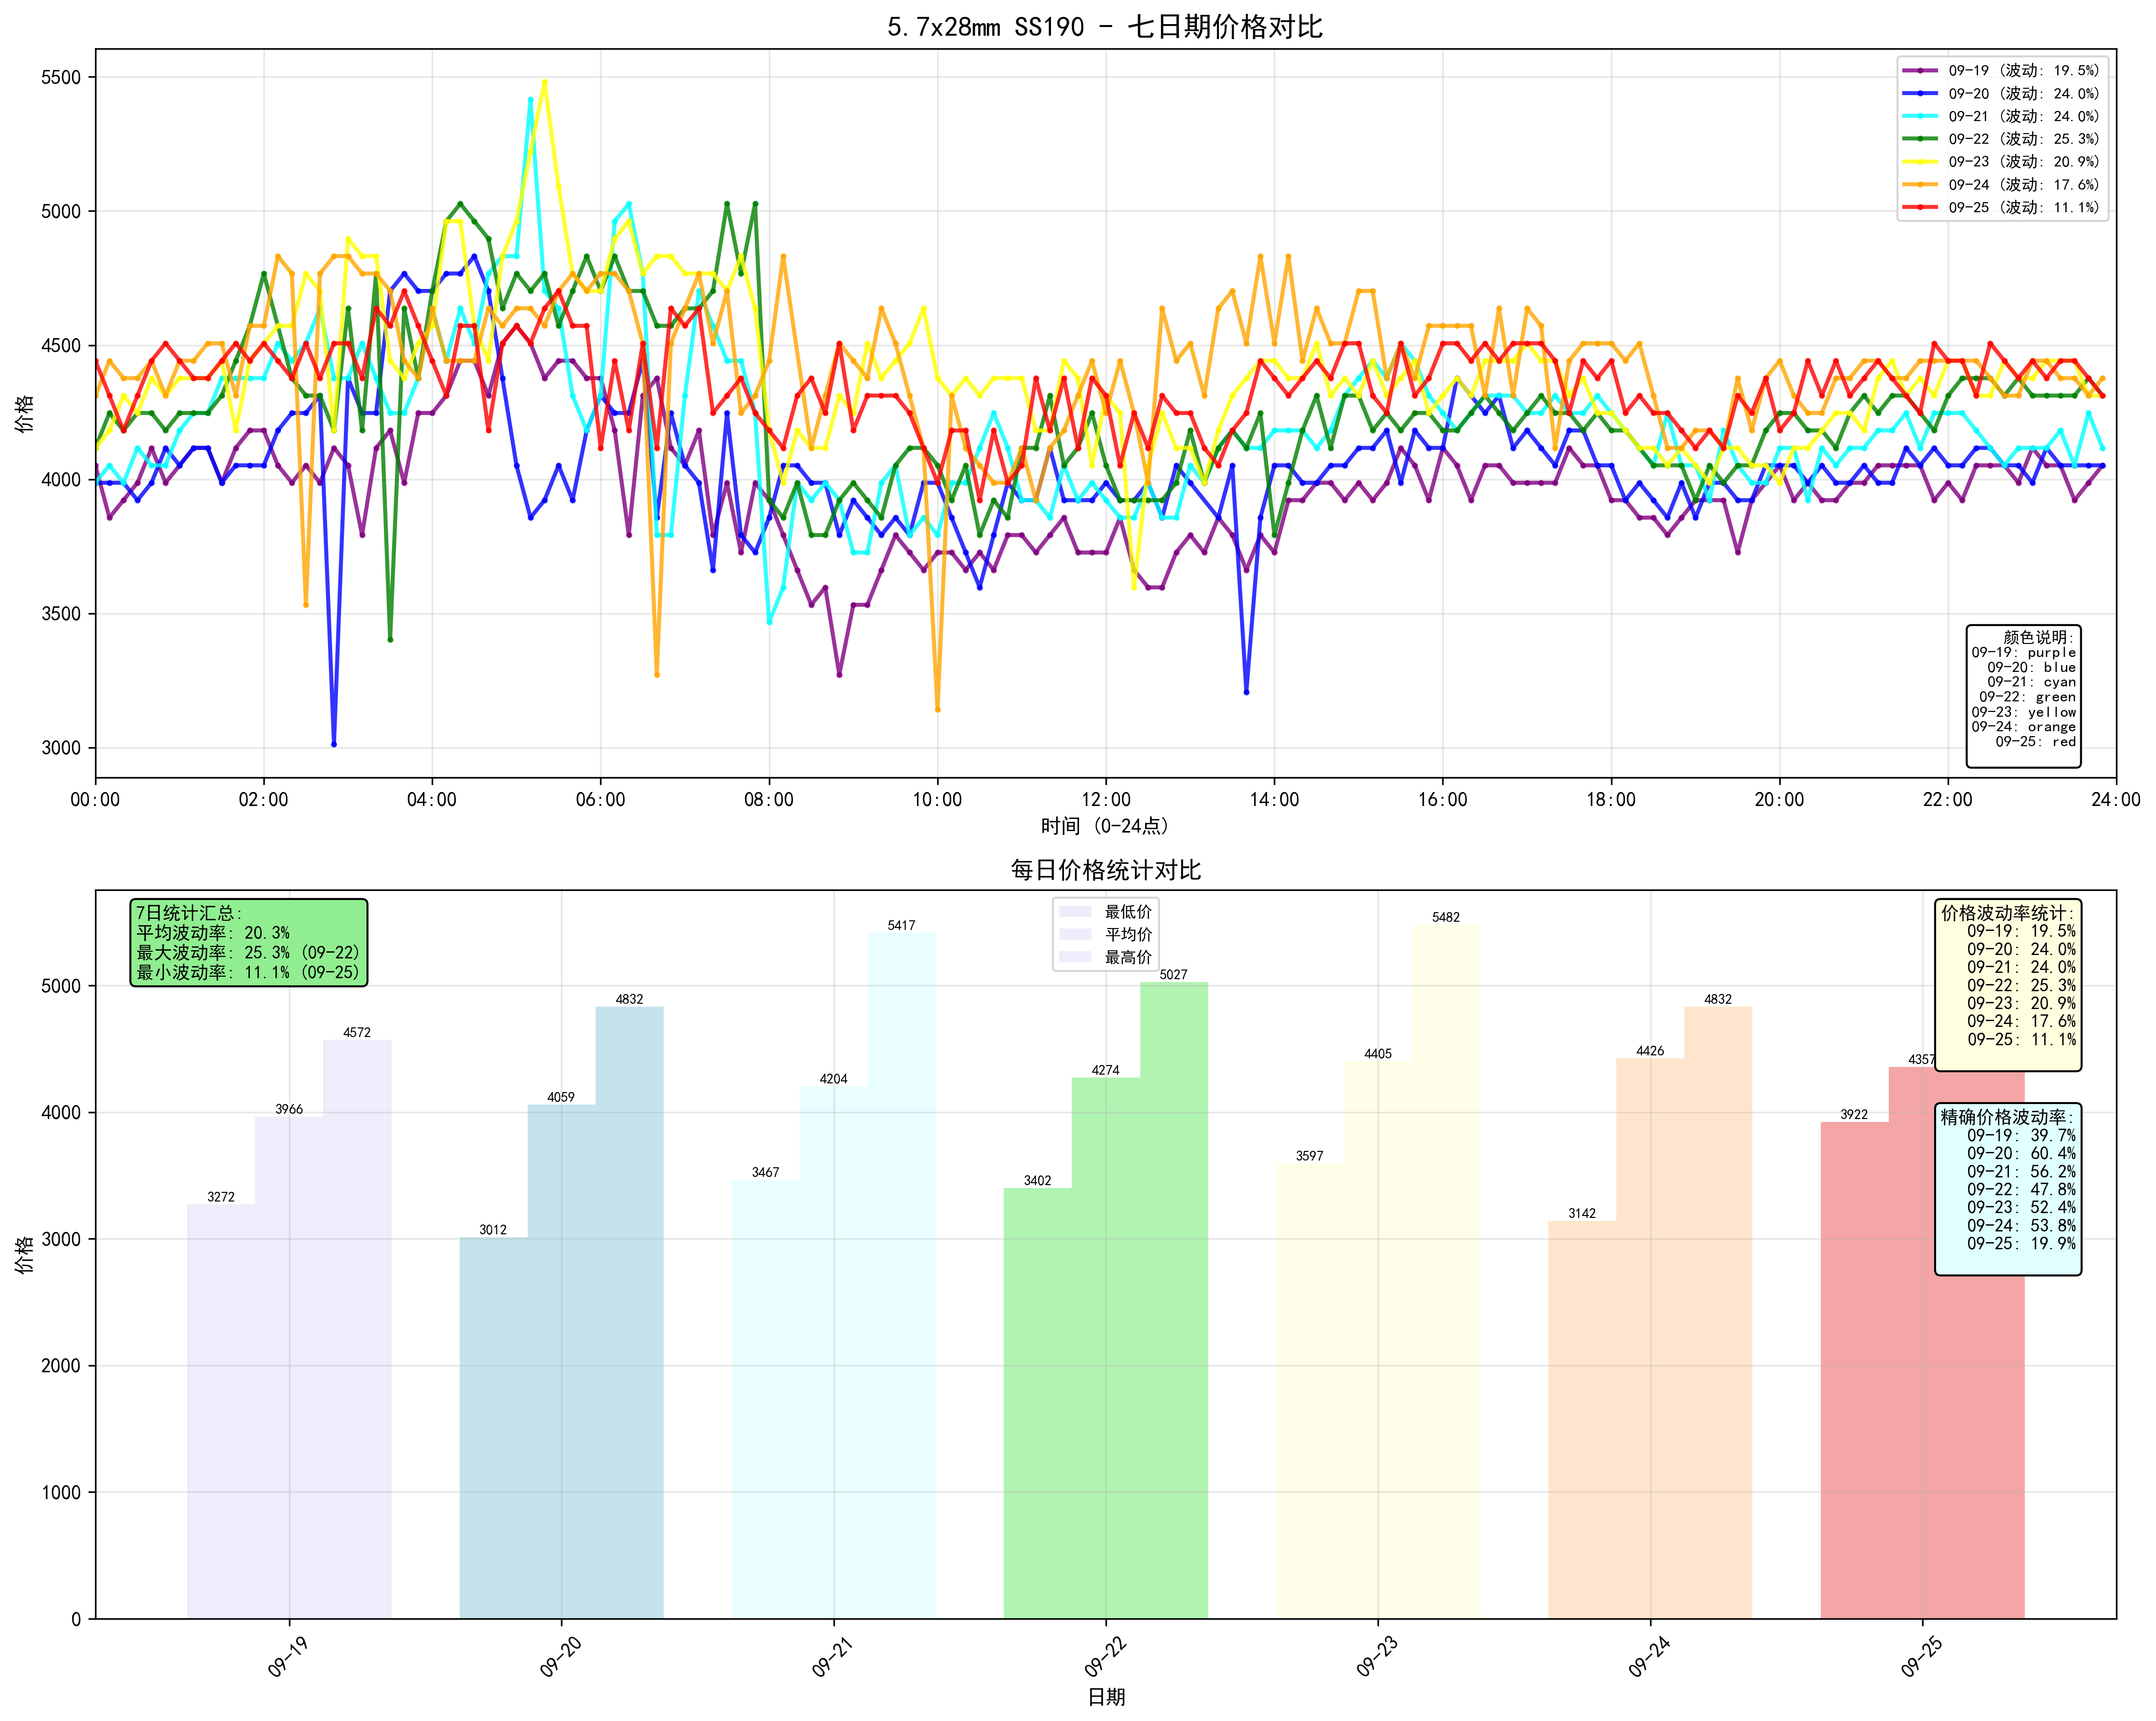 5.7x28mm SS190 - 七日期价格对比
价格
5500
5000
4500
4000
3500
3000
09-19 (波动: 19.5%)
09-20 (波动: 24.0%)
09-21 (波动: 24.0%)
09-22 (波动: 25.3%)
09-23 (波动: 20.9%)
09-24 (波动: 17.6%)
09-25 (波动: 11.1%)
颜色说明:
09-19: purple
09-20: blue
09-21: cyan
09-22: green
09-23: yellow
09-24: orange
09-25: red
00:00 02:00 04:00 06:00 08:00 10:00 12:00 14:00 16:00 18:00 20:00 22:00 24:00
时间 (0-24点)
每日价格统计对比
价格
5000
4000
3000
2000
1000
0
7日统计汇总:
平均波动率: 20.3%
最大波动率: 25.3% (09-22)
最小波动率: 11.1% (09-25)
最低价
平均价
最高价
价格波动率统计:
09-19: 19.5%
09-20: 24.0%
09-21: 24.0%
09-22: 25.3%
09-23: 20.9%
09-24: 17.6%
09-25: 11.1%
精确价格波动率:
09-19: 39.7%
09-20: 60.4%
09-21: 56.2%
09-22: 47.8%
09-23: 52.4%
09-24: 53.8%
09-25: 19.9%
3272 3966 4572
3012 4059 4832
3467 4204 5417
3402 4274 5027
3597 4405 5482
3142 4426 4832
3922 4357
09-19 09-20 09-21 09-22 09-23 09-24 09-25
日期